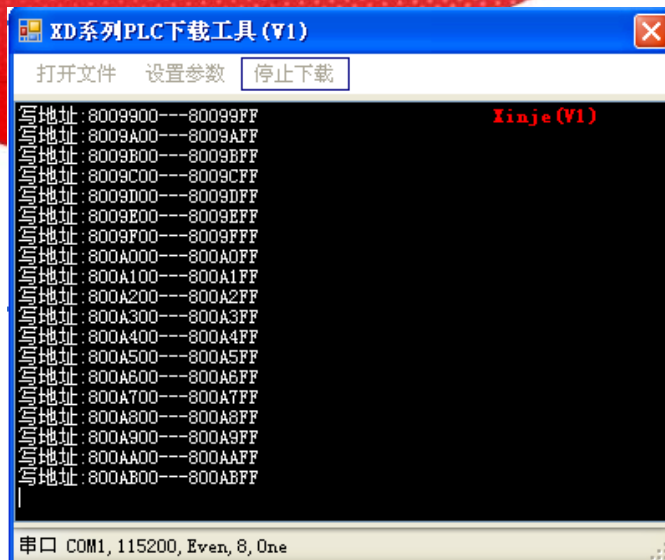 XD系列PLC下载工具(V1)
打开文件 设置参数 停止下载
写地址:8009900---80099FF
Xinje(V1)
写地址:8009A00---8009AFF
写地址:8009B00---8009BFF
写地址:8009C00---8009CFF
写地址:8009D00---8009DFF
写地址:8009E00---8009EFF
写地址:8009F00---8009FFF
写地址:800A000---800A0FF
写地址:800A100---800A1FF
写地址:800A200---800A2FF
写地址:800A300---800A3FF
写地址:800A400---800A4FF
写地址:800A500---800A5FF
写地址:800A600---800A6FF
写地址:800A700---800A7FF
写地址:800A800---800A8FF
写地址:800A900---800A9FF
写地址:800AA00---800AAFF
写地址:800AB00---800ABFF
串口 COM1,115200,Even,8,One